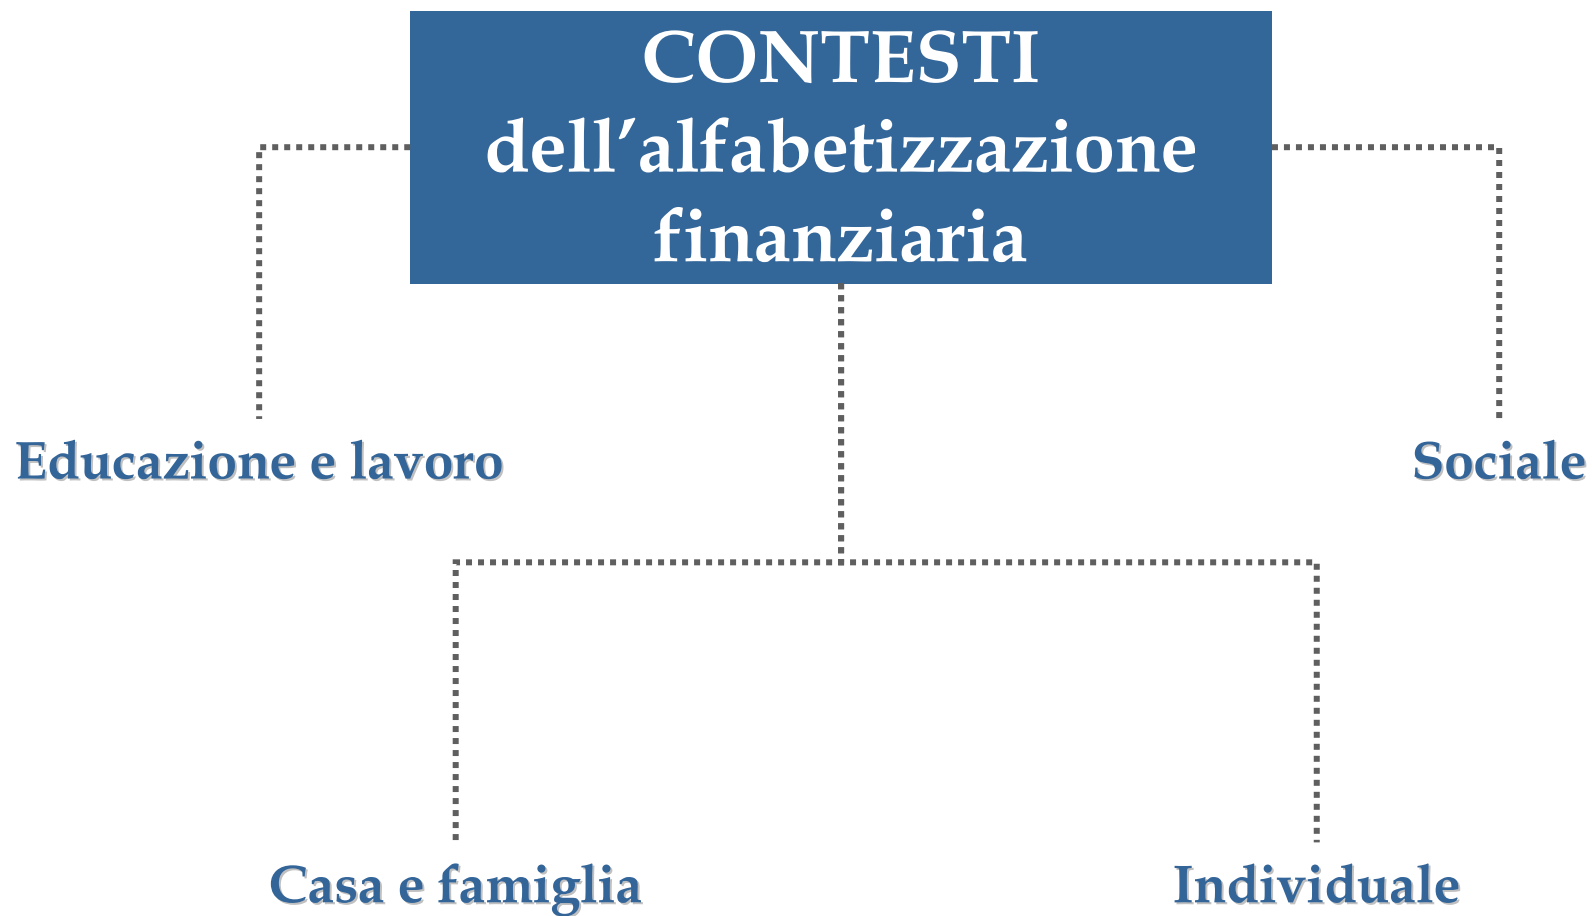 CONTESTI
dell’alfabetizzazione
finanziaria
Educazione e lavoro
Sociale
Casa e famiglia
Individuale